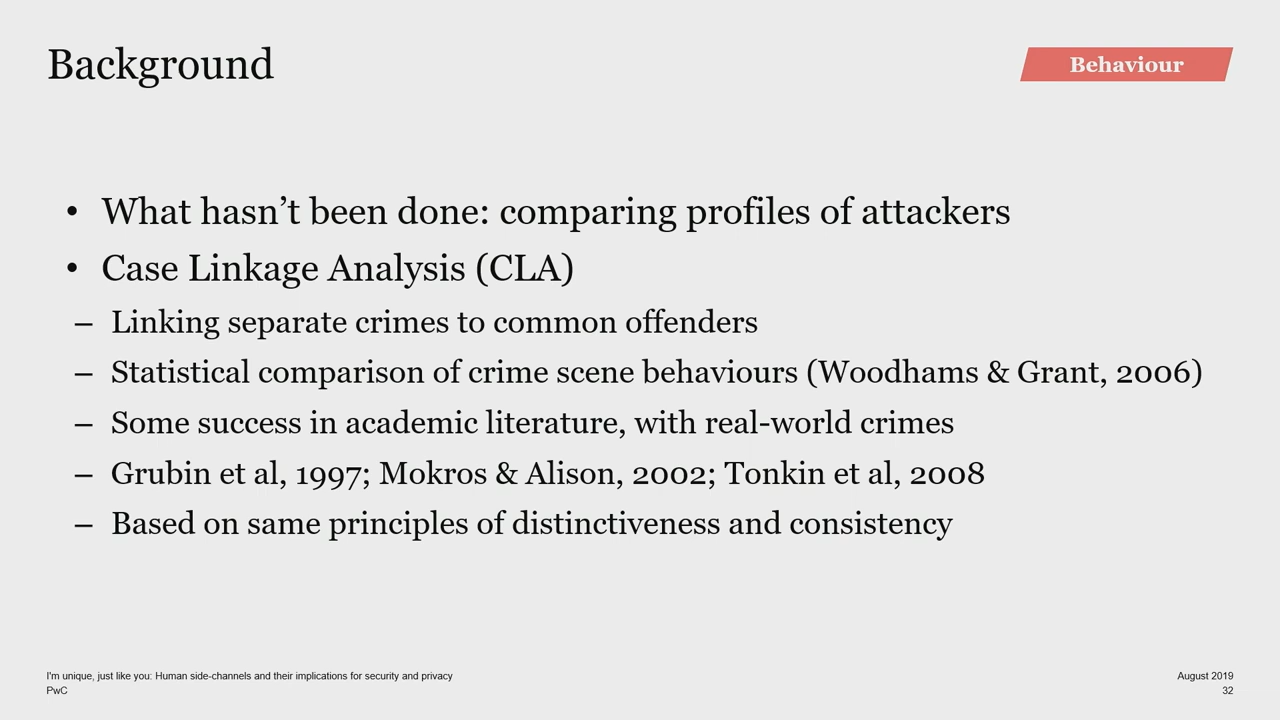 Background
Behaviour
• What hasn’t been done: comparing profiles of attackers
• Case Linkage Analysis (CLA)
– Linking separate crimes to common offenders
– Statistical comparison of crime scene behaviours (Woodhams & Grant, 2006)
– Some success in academic literature, with real-world crimes
– Grubin et al, 1997; Mokros & Alison, 2002; Tonkin et al, 2008
– Based on same principles of distinctiveness and consistency
I'm unique, just like you: Human side-channels and their implications for security and privacy
August 2019
PwC
32